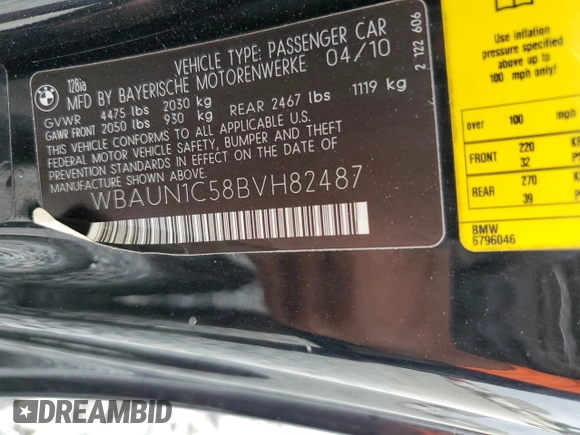 BMW
128ia
VEHICLE TYPE: PASSENGER CAR
MFD BY BAYERISCHE MOTORENWERKE 04/10
GVWR 4475 lbs 2030 kg
GAWR FRONT 2050 lbs 930 kg REAR 2467 lbs 1119 kg
THIS VEHICLE CONFORMS TO ALL APPLICABLE U.S.
FEDERAL MOTOR VEHICLE SAFETY, BUMPER AND THEFT
PREVENTION STANDARDS IN EFFECT ON THE DATE OF
MANUFACTURE SHOWN ABOVE.
WBAUN1C58BVH82487
2 122 606
Use inflation
pressures
specified
above up to
100 mph only!
over 100 mph
FRONT 220
32
REAR 270
39
BMW
6796046
DREAMBID